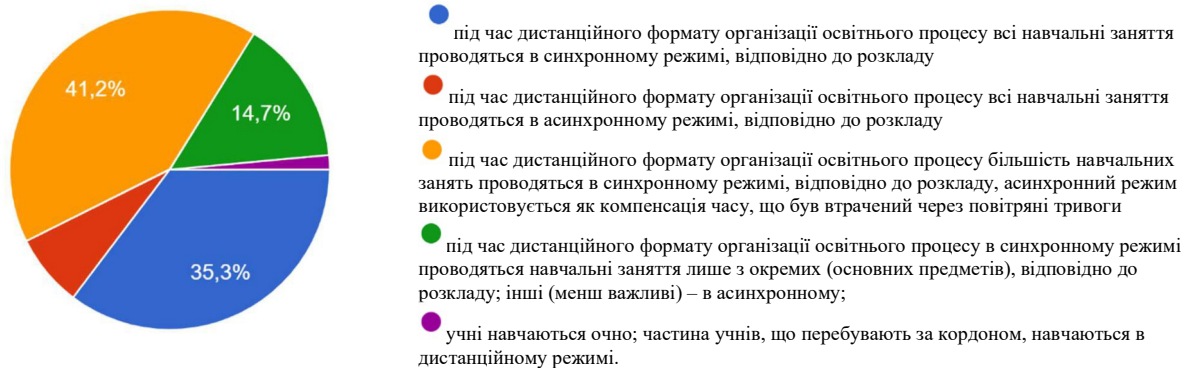 41,2%
14,7%
35,3%
під час дистанційного формату організації освітнього процесу всі навчальні заняття
проводяться в синхронному режимі, відповідно до розкладу
під час дистанційного формату організації освітнього процесу всі навчальні заняття
проводяться в асинхронному режимі, відповідно до розкладу
під час дистанційного формату організації освітнього процесу більшість навчальних
занять проводяться в синхронному режимі, відповідно до розкладу, асинхронний режим
використовується як компенсація часу, що був втрачений через повітряні тривоги
під час дистанційного формату організації освітнього процесу в синхронному режимі
проводяться навчальні заняття лише з окремих (основних предметів), відповідно до
розкладу; інші (менш важливі) – в асинхронному;
учні навчаються очно; частина учнів, що перебувають за кордоном, навчаються в
дистанційному режимі.